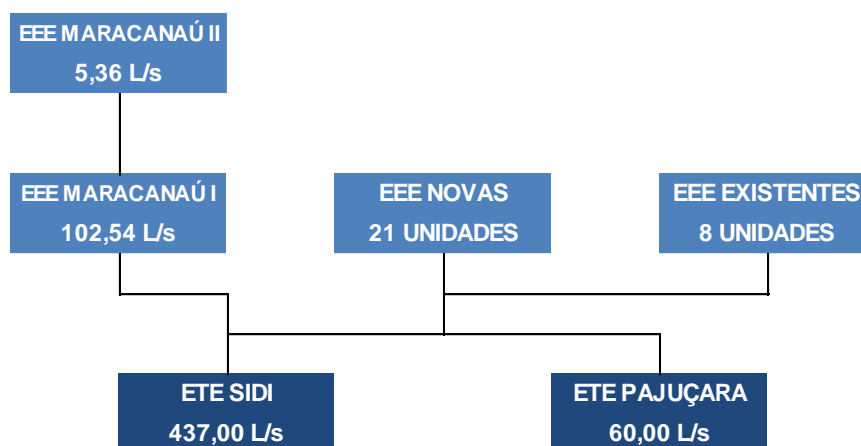 EEE MARACANAÚ II
5,36 L/s
EEE MARACANAÚ I
102,54 L/s
EEE NOVAS
21 UNIDADES
EEE EXISTENTES
8 UNIDADES
ETE SIDI
437,00 L/s
ETE PAJUÇARA
60,00 L/s